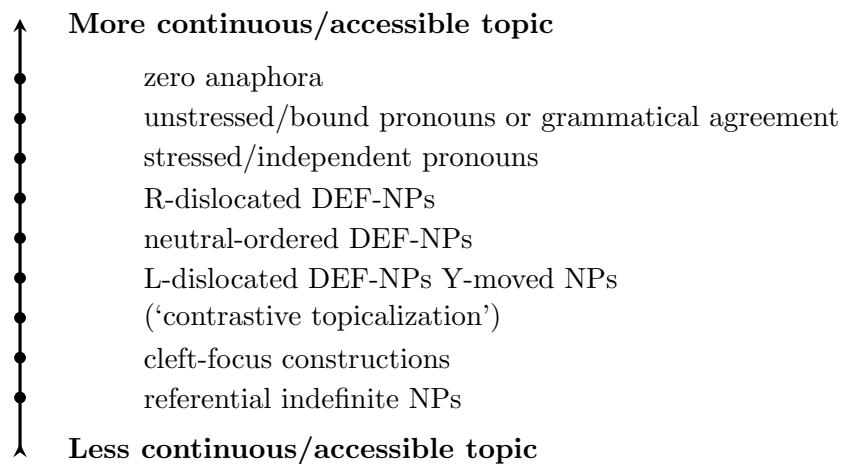 More continuous/accessible topic
zero anaphora
unstressed/bound pronouns or grammatical agreement
stressed/independent pronouns
R-dislocated DEF-NPs
neutral-ordered DEF-NPs
L-dislocated DEF-NPs Y-moved NPs
(‘contrastive topicalization’)
cleft-focus constructions
referential indefinite NPs
Less continuous/accessible topic